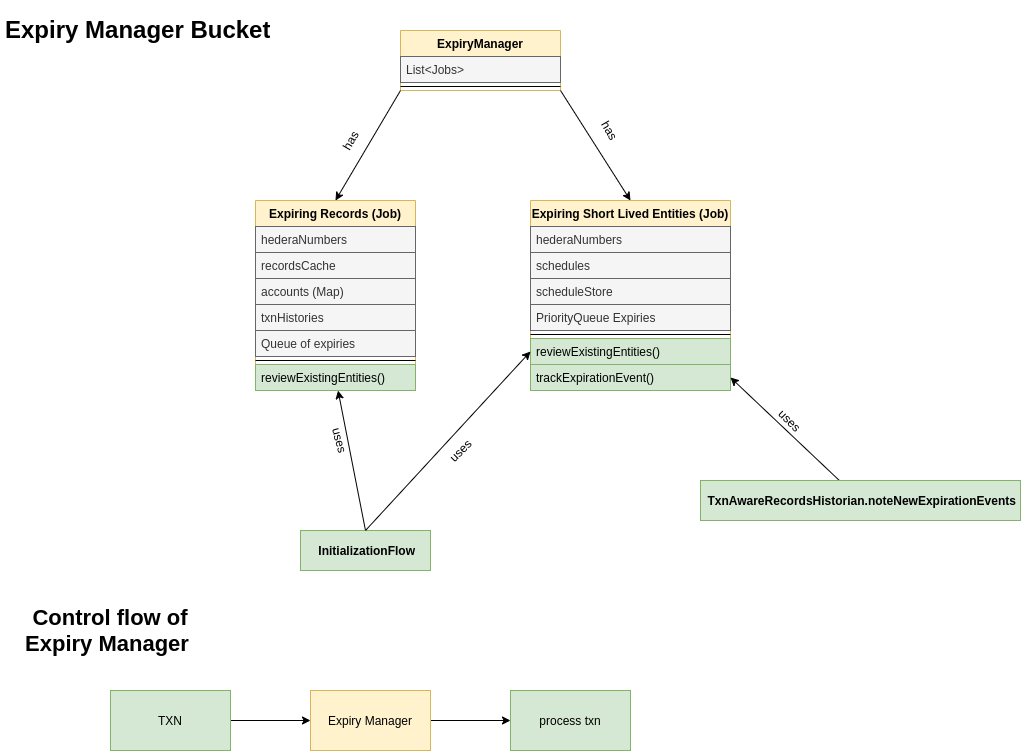 Expiry Manager Bucket
ExpiryManager
List<Jobs>
has
has
Expiring Records (Job)
hederaNumbers
recordsCache
accounts (Map)
txnHistories
Queue of expiries
reviewExistingEntities()
Expiring Short Lived Entities (Job)
hederaNumbers
schedules
scheduleStore
PriorityQueue Expiries
reviewExistingEntities()
trackExpirationEvent()
uses
uses
uses
TxnAwareRecordsHistorian.noteNewExpirationEvents
InitializationFlow
Control flow of
Expiry Manager
TXN
Expiry Manager
process txn